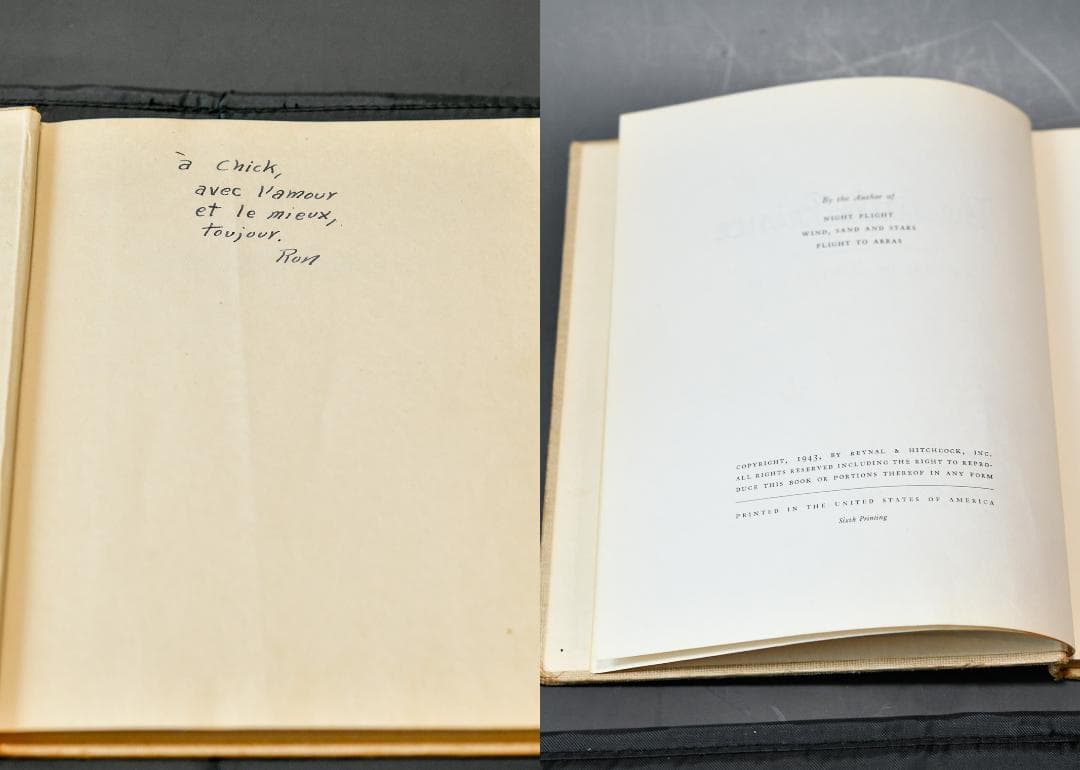 à Chick,
avec l'amour
et le mieux,
toujour.
Ron
By the Author of
NIGHT FLIGHT
WIND, SAND AND STARS
FLIGHT TO ARRAS
COPYRIGHT, 1943, BY REYNAL & HITCHCOCK, INC.
ALL RIGHTS RESERVED INCLUDING THE RIGHT TO REPRO-
DUCE THIS BOOK OR PORTIONS THEREOF IN ANY FORM
PRINTED IN THE UNITED STATES OF AMERICA
Sixth Printing